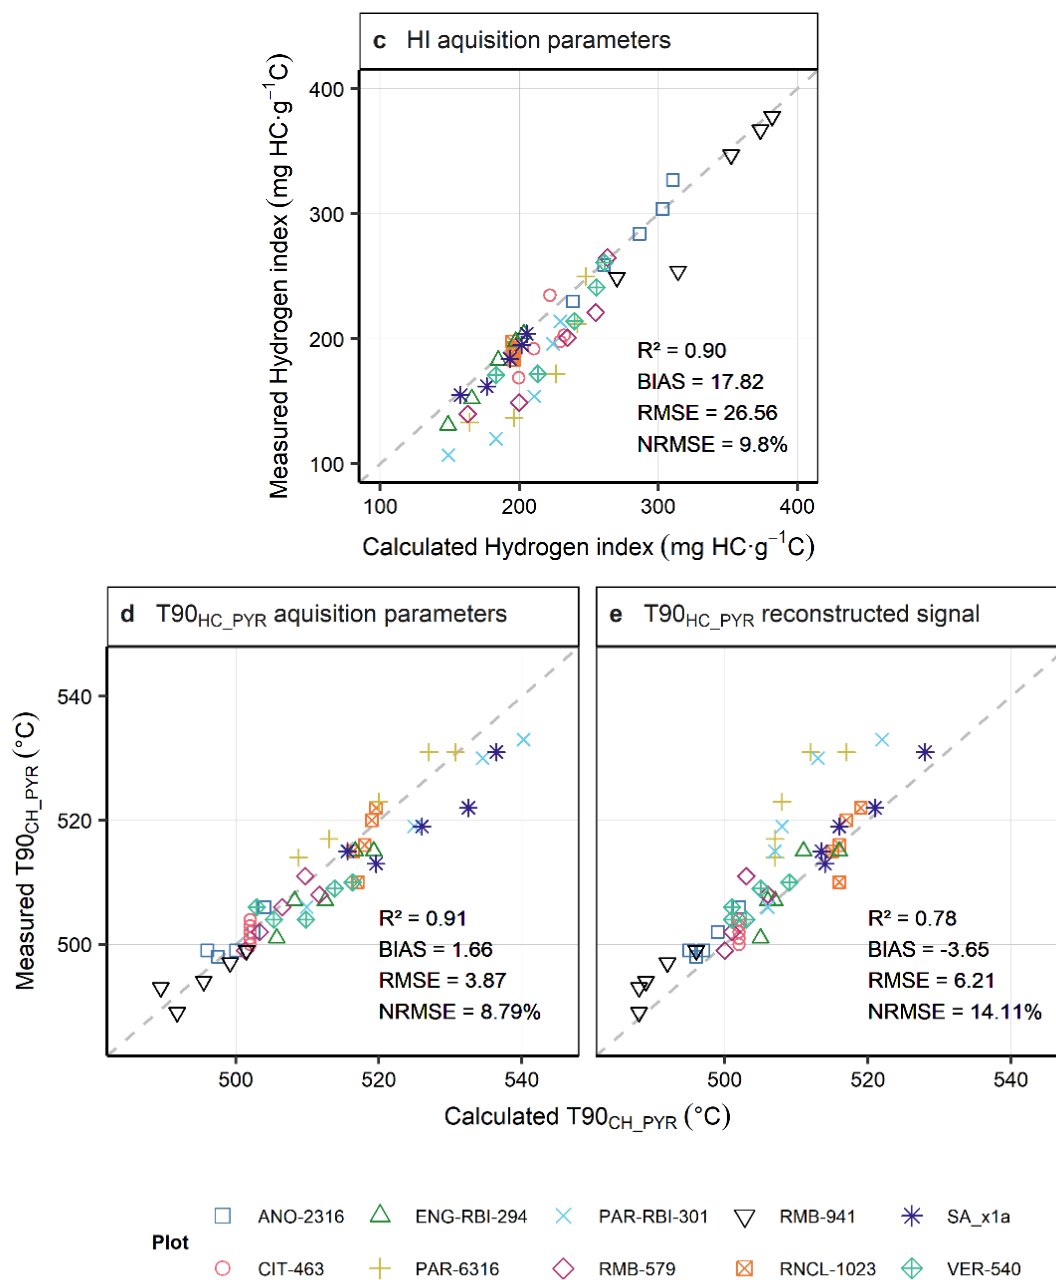 c HI aquisition parameters
Measured Hydrogen index (mg HC·g⁻¹C)
400
300
200
100
R² = 0.90
BIAS = 17.82
RMSE = 26.56
NRMSE = 9.8%
100 200 300 400
Calculated Hydrogen index (mg HC·g⁻¹C)
d T90HC_PYR aquisition parameters
e T90HC_PYR reconstructed signal
Measured T90CH_PYR (°C)
540
520
500
R² = 0.91
BIAS = 1.66
RMSE = 3.87
NRMSE = 8.79%
R² = 0.78
BIAS = -3.65
RMSE = 6.21
NRMSE = 14.11%
500 520 540
500 520 540
Calculated T90CH_PYR (°C)
Plot
ANO-2316 ENG-RBI-294 PAR-RBI-301 RMB-941 SA_x1a
CIT-463 PAR-6316 RMB-579 RNCL-1023 VER-540